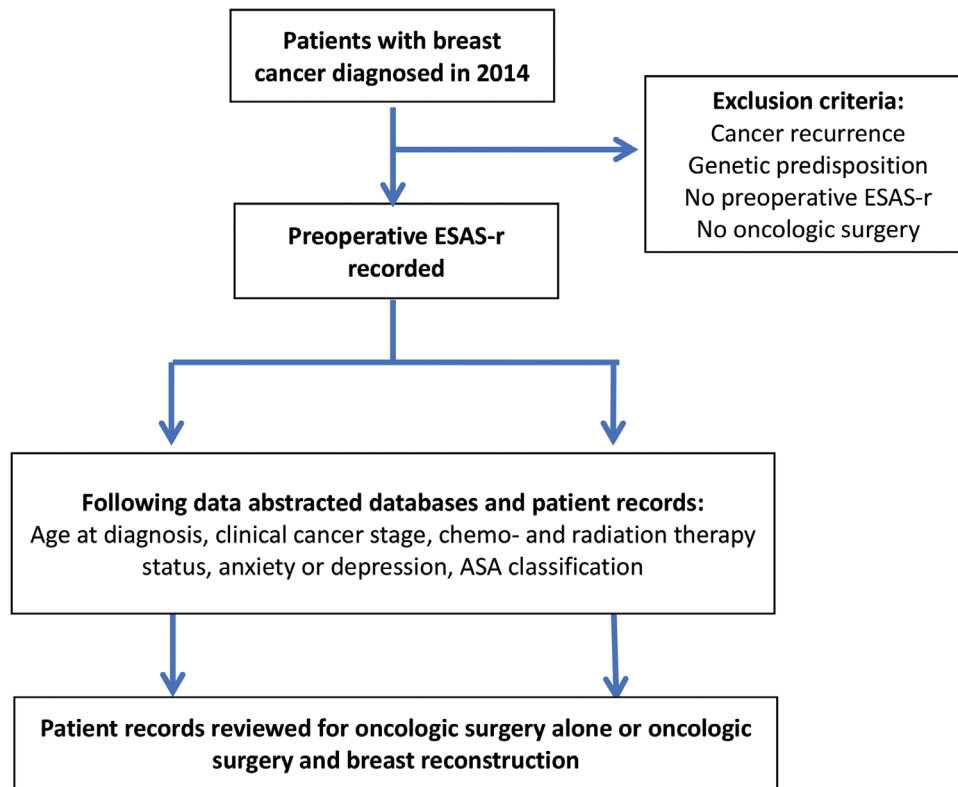 Patients with breast
cancer diagnosed in 2014
Exclusion criteria:
Cancer recurrence
Genetic predisposition
No preoperative ESAS-r
No oncologic surgery
Preoperative ESAS-r
recorded
Following data abstracted databases and patient records:
Age at diagnosis, clinical cancer stage, chemo- and radiation therapy
status, anxiety or depression, ASA classification
Patient records reviewed for oncologic surgery alone or oncologic
surgery and breast reconstruction